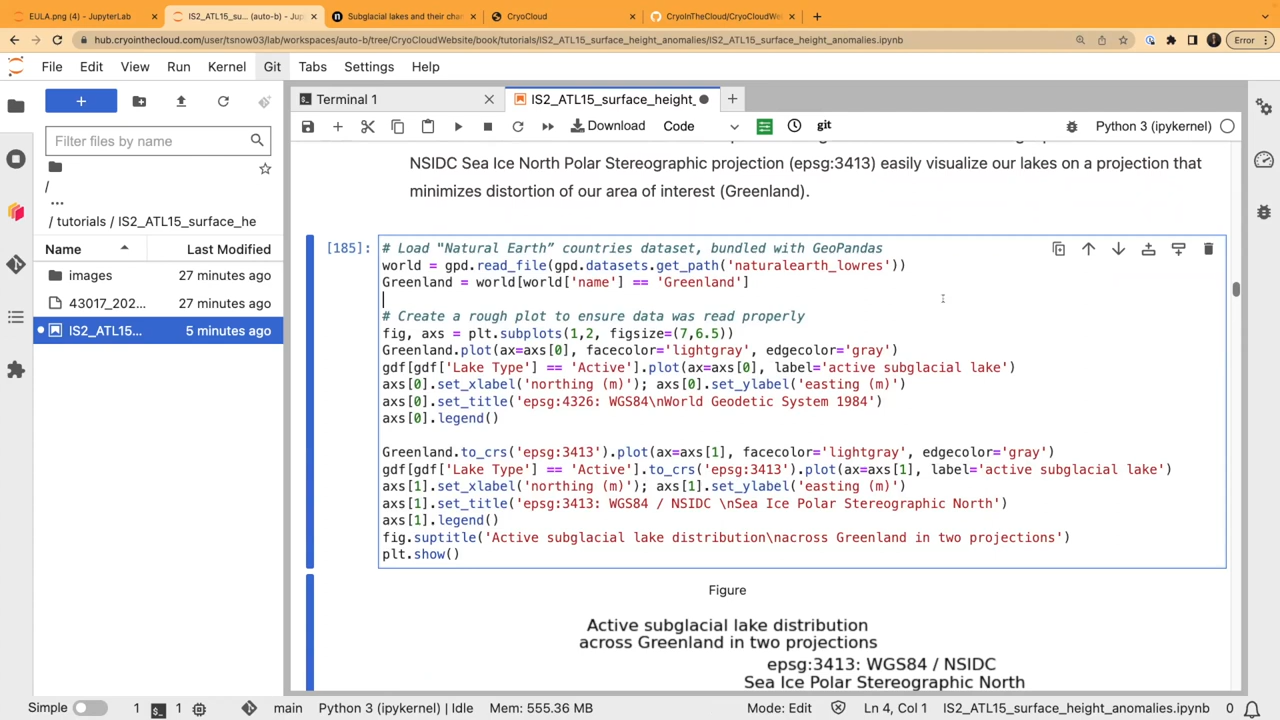 EULA.png (4) - JupyterLab
IS2_ATL15_su... (auto-b) - Jup
Subglacial lakes and their cha
CryoCloud
CryoInTheCloud/CryoCloudWe
hub.cryointhecloud.com/user/tsnow03/lab/workspaces/auto-b/tree/CryoCloudWebsite/book/tutorials/IS2_ATL15_surface_height_anomalies/IS2_ATL15_surface_height_anomalies.ipynb
Error
File Edit View Run Kernel Git Tabs Settings Help
Terminal 1
IS2_ATL15_surface_height_
Download
Code
git
Python 3 (ipykernel)
Filter files by name
/
...
/ tutorials / IS2_ATL15_surface_he
Name Last Modified
images 27 minutes ago
43017_202... 27 minutes ago
IS2_ATL15... 5 minutes ago
NSIDC Sea Ice North Polar Stereographic projection (epsg:3413) easily visualize our lakes on a projection that
minimizes distortion of our area of interest (Greenland).
[185]:
# Load "Natural Earth” countries dataset, bundled with GeoPandas
world = gpd.read_file(gpd.datasets.get_path('naturalearth_lowres'))
Greenland = world[world['name'] == 'Greenland']
# Create a rough plot to ensure data was read properly
fig, axs = plt.subplots(1,2, figsize=(7,6.5))
Greenland.plot(ax=axs[0], facecolor='lightgray', edgecolor='gray')
gdf[gdf['Lake Type'] == 'Active'].plot(ax=axs[0], label='active subglacial lake')
axs[0].set_xlabel('northing (m)'); axs[0].set_ylabel('easting (m)')
axs[0].set_title('epsg:4326: WGS84\nWorld Geodetic System 1984')
axs[0].legend()
Greenland.to_crs('epsg:3413').plot(ax=axs[1], facecolor='lightgray', edgecolor='gray')
gdf[gdf['Lake Type'] == 'Active'].to_crs('epsg:3413').plot(ax=axs[1], label='active subglacial lake')
axs[1].set_xlabel('northing (m)'); axs[1].set_ylabel('easting (m)')
axs[1].set_title('epsg:3413: WGS84 / NSIDC \nSea Ice Polar Stereographic North')
axs[1].legend()
fig.suptitle('Active subglacial lake distribution\nacross Greenland in two projections')
plt.show()
Figure
Active subglacial lake distribution
across Greenland in two projections
epsg:3413: WGS84 / NSIDC
Sea Ice Polar Stereographic North
Simple 1 1 main Python 3 (ipykernel) | Idle Mem: 555.36 MB Mode: Edit Ln 4, Col 1 IS2_ATL15_surface_height_anomalies.ipynb 0